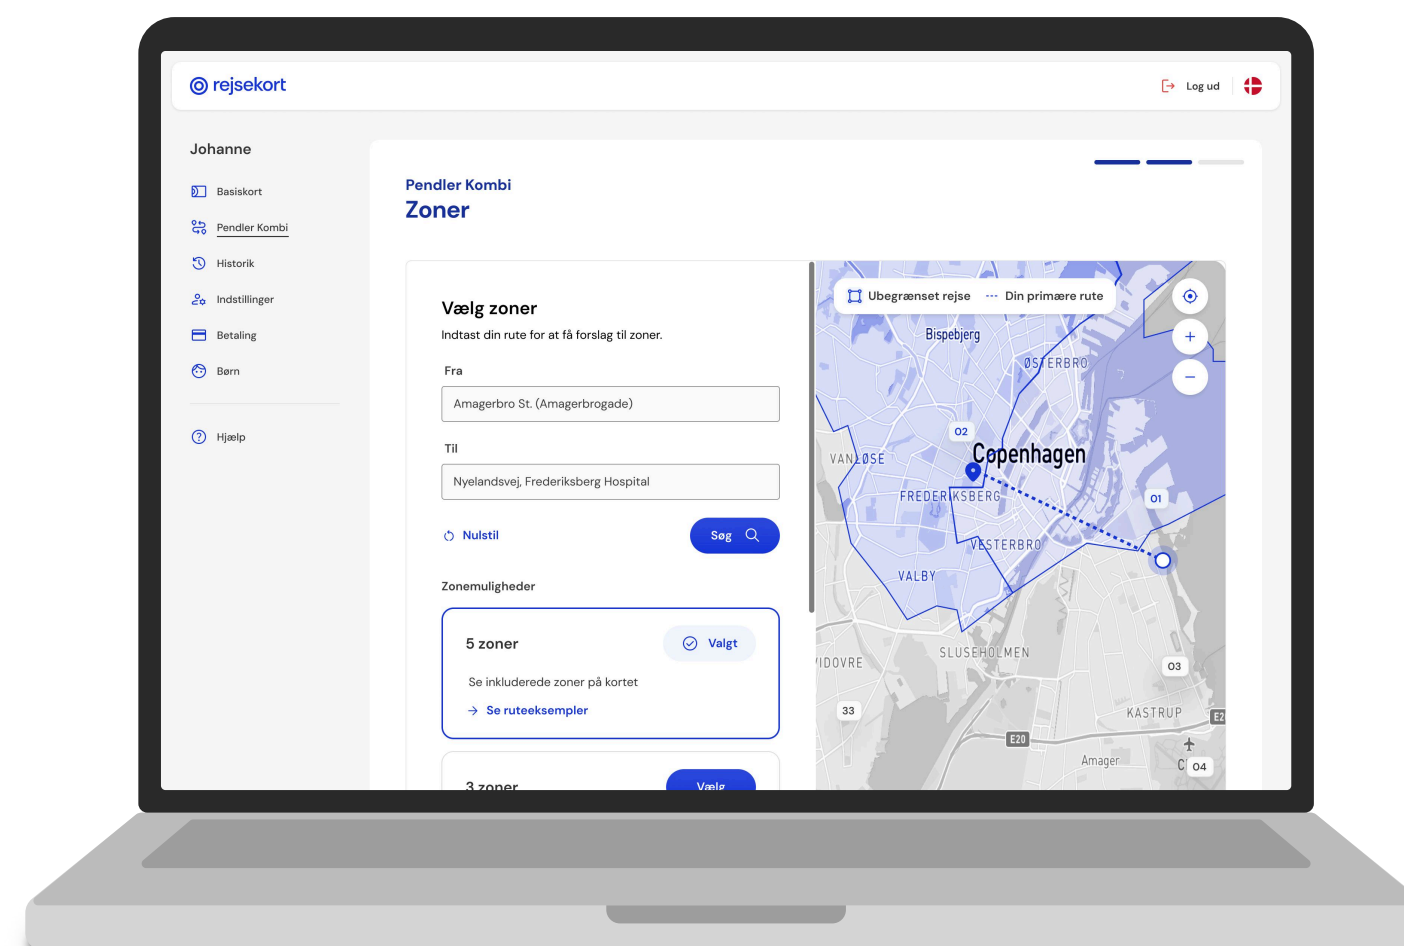 rejsekort
Log ud
Johanne
Basiskort
Pendler Kombi
Historik
Indstillinger
Betaling
Børn
Hjælp
Pendler Kombi
Zoner
Vælg zoner
Indtast din rute for at få forslag til zoner.
Fra
Amagerbro St. (Amagerbrogade)
Til
Nyelandsvej, Frederiksberg Hospital
Nulstil
Søg
Zonemuligheder
5 zoner
Valgt
Se inkluderede zoner på kortet
Se ruteeksempler
3 zoner
Vælg
Ubegrænset rejse
Din primære rute
Bispebjerg
ØSTERBRO
02
Copenhagen
VANLØSE
FREDERIKSBERG
01
VESTERBRO
VALBY
SLUSEHOLMEN
03
33
KASTRUP
E20
Amager
04